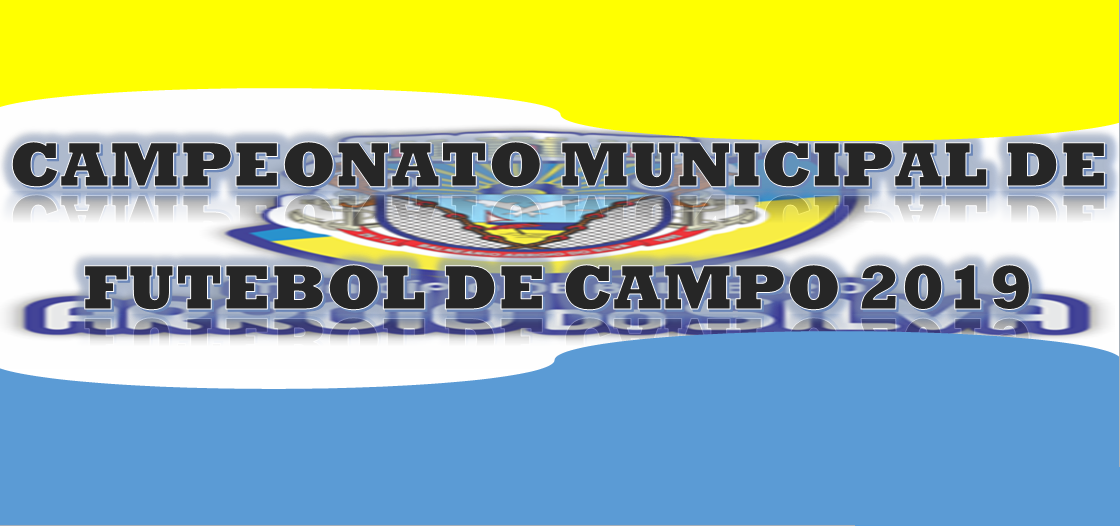 CAMPEONATO MUNICIPAL DE
FUTEBOL DE CAMPO 2019